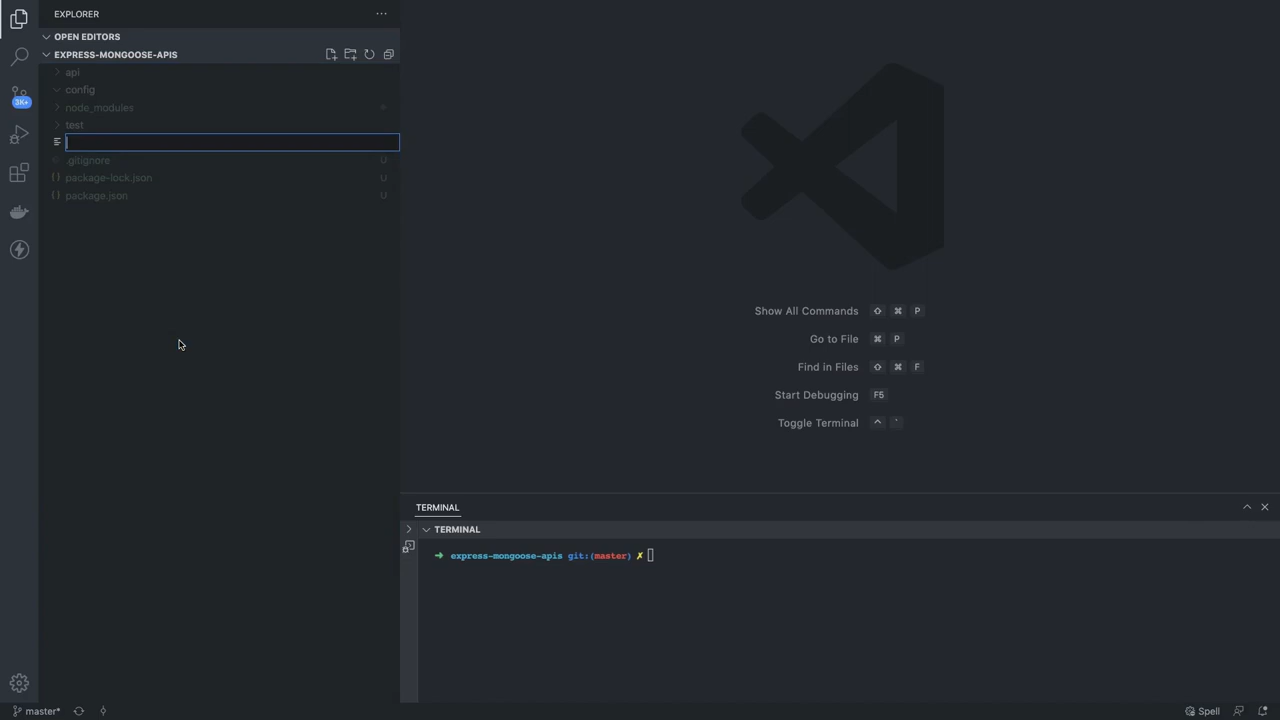 EXPLORER
OPEN EDITORS
EXPRESS-MONGOOSE-APIS
api
config
node_modules
test
.gitignore U
package-lock.json U
package.json U
3K+
Show All Commands ⇧ ⌘ P
Go to File ⌘ P
Find in Files ⇧ ⌘ F
Start Debugging F5
Toggle Terminal ^ `
TERMINAL
TERMINAL
➜ express-mongoose-apis git:(master) ✗
master*
Spell